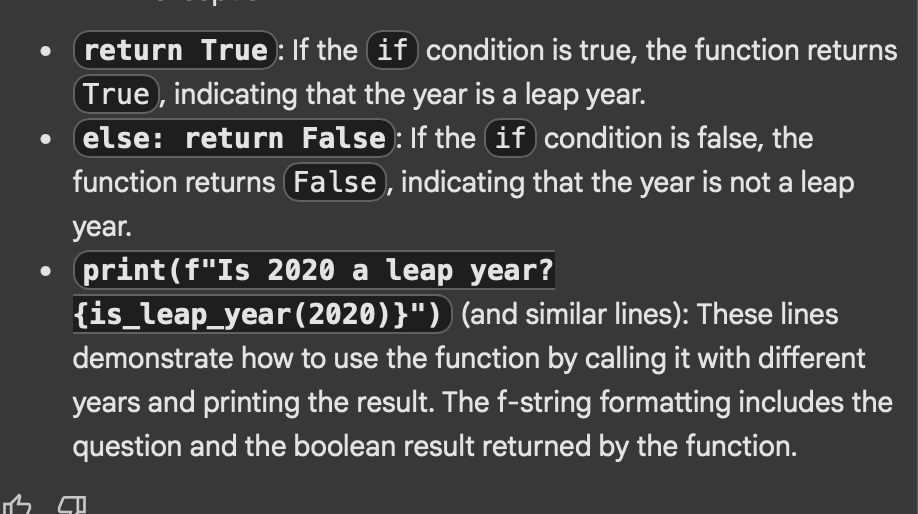 • return True: If the if condition is true, the function returns
True, indicating that the year is a leap year.
• else: return False: If the if condition is false, the
function returns False, indicating that the year is not a leap
year.
• print(f"Is 2020 a leap year?
{is_leap_year(2020)}") (and similar lines): These lines
demonstrate how to use the function by calling it with different
years and printing the result. The f-string formatting includes the
question and the boolean result returned by the function.